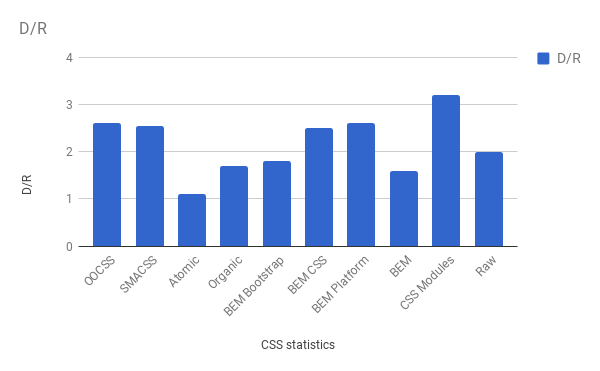 D/R
D/R
4
3
2
1
0
D/R
OOCSS
SMACSS
Atomic
Organic
BEM Bootstrap
BEM CSS
BEM Platform
BEM
CSS Modules
Raw
CSS statistics